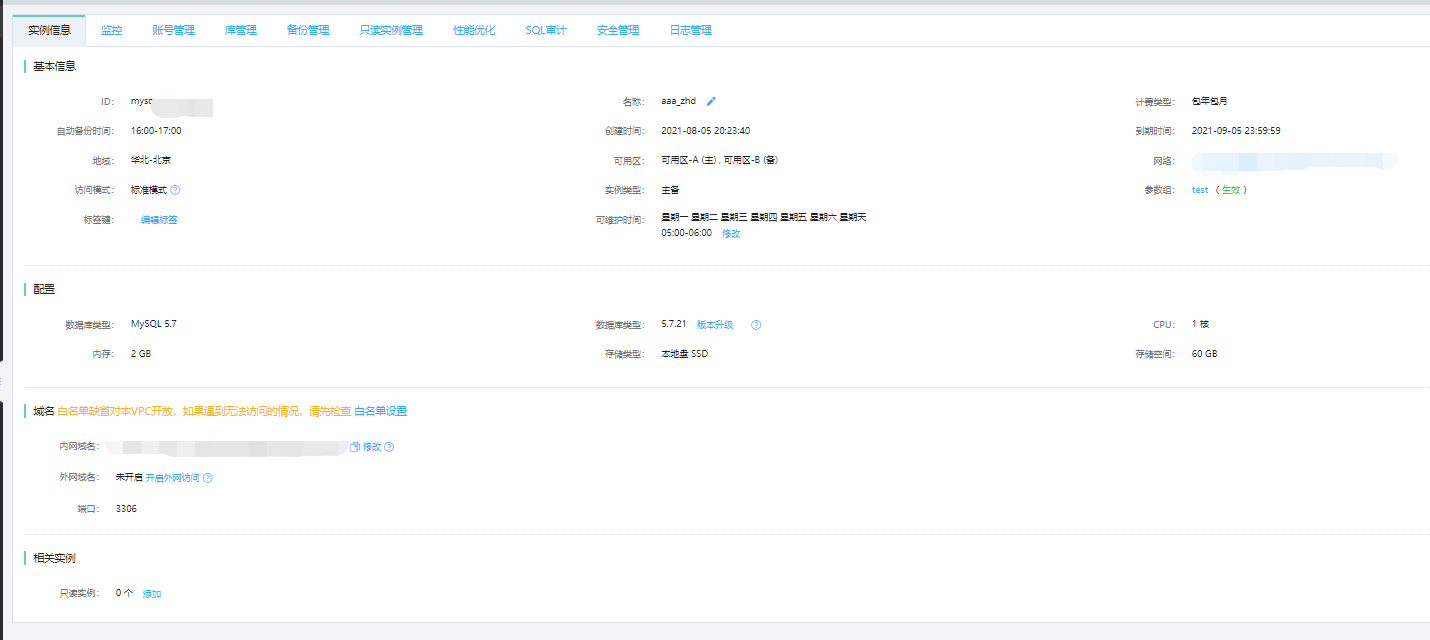 实例信息 监控 账号管理 库管理 备份管理 只读实例管理 性能优化 SQL审计 安全管理 日志管理
基本信息
ID: mysc 名称: aaa_zhd 计费类型: 包年包月
自动备份时间: 16:00-17:00 创建时间: 2021-08-05 20:23:40 到期时间: 2021-09-05 23:59:59
地域: 华北-北京 可用区: 可用区-A (主) , 可用区-B (备) 网络:
访问模式: 标准模式 实例类型: 主备 参数组: test (生效)
标签键: 编辑标签 可维护时间: 星期一 星期二 星期三 星期四 星期五 星期六 星期天
05:00-06:00 修改
配置
数据库类型: MySQL 5.7 数据库类型: 5.7.21 版本升级 CPU: 1 核
内存: 2 GB 存储类型: 本地盘 SSD 存储空间: 60 GB
域名 白名单缺省对本VPC开放，如果遇到无法访问的情况，请先检查 白名单设置
内网域名: 修改
外网域名: 未开启 开启外网访问
端口: 3306
相关实例
只读实例: 0 个 添加